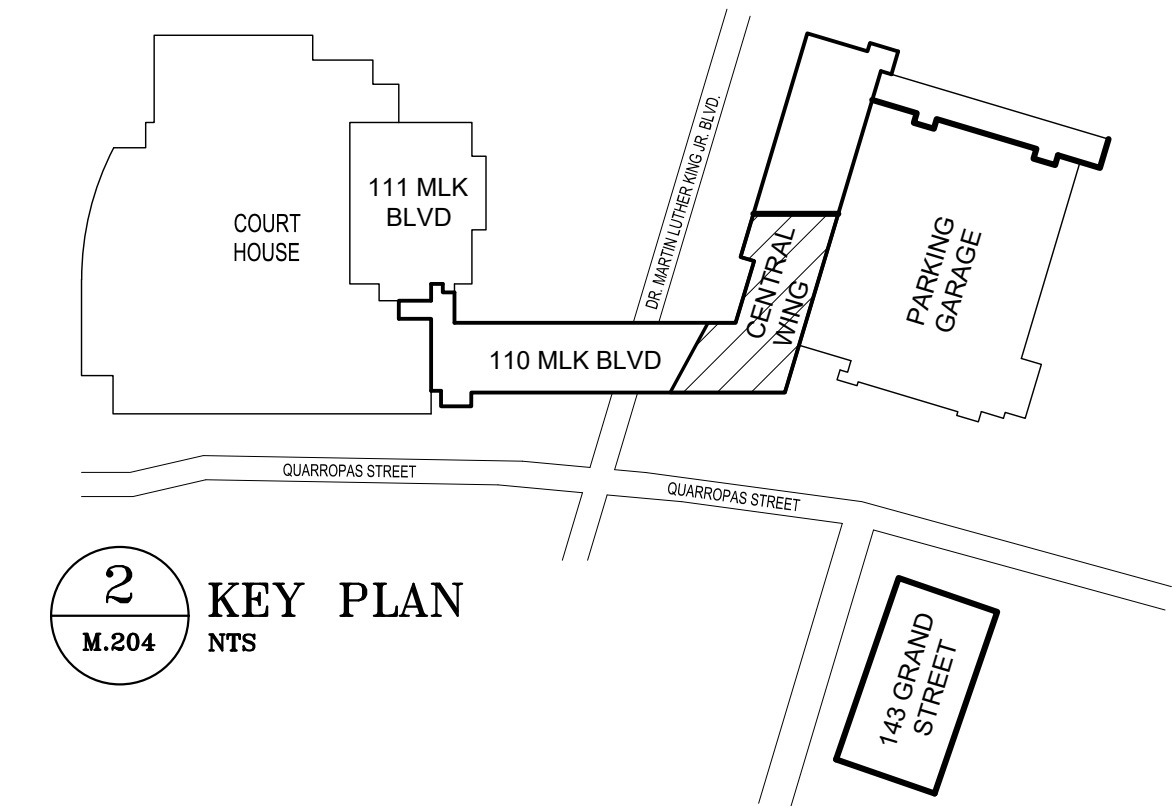 DR. MARTIN LUTHER KING JR. BLVD.
111 MLK
BLVD
COURT
HOUSE
CENTRAL
WING
PARKING
GARAGE
110 MLK BLVD
QUARROPAS STREET
QUARROPAS STREET
2
M.204
KEY PLAN
NTS
143 GRAND
STREET